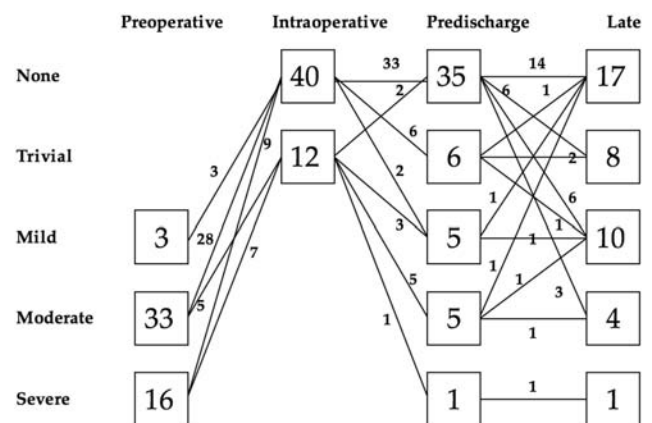 Preoperative Intraoperative Predischarge Late
None 40 33 35 14 17
2 6 1
9 6
Trivial 12 6 2 8
3 2 1 6
Mild 3 28 3 5 1 1 10
7
5 5 1 1 3
Moderate 33 1 5 1 4
Severe 16 1 1 1